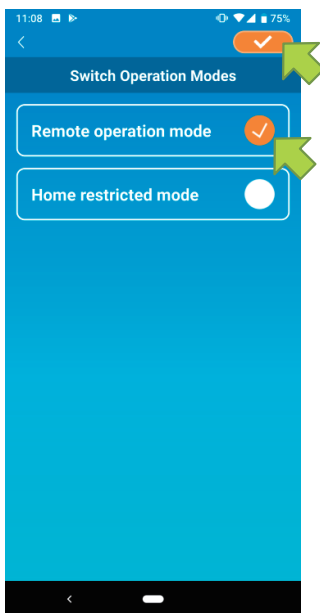 11:08 75%
Switch Operation Modes
Remote operation mode
Home restricted mode